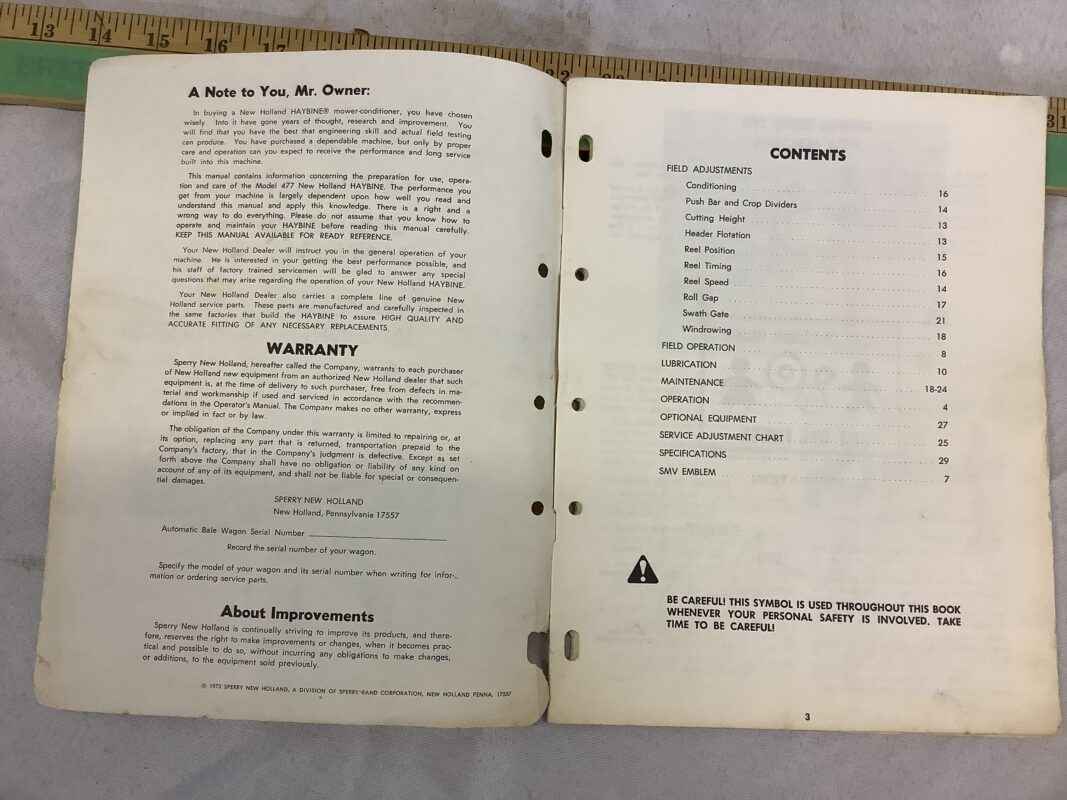 13 14 15 16 17
A Note to You, Mr. Owner:
In buying a New Holland HAYBINE® mower-conditioner, you have chosen
wisely. Into it have gone years of thought, research and improvement. You
will find that you have the best that engineering skill and actual field testing
can produce. You have purchased a dependable machine, but only by proper
care and operation can you expect to receive the performance and long service
built into this machine.
This manual contains information concerning the preparation for use, opera-
tion and care of the Model 477 New Holland HAYBINE. The performance you
get from your machine is largely dependent upon how well you read and
understand this manual and apply this knowledge. There is a right and a
wrong way to do everything. Please do not assume that you know how to
operate and maintain your HAYBINE before reading this manual carefully.
KEEP THIS MANUAL AVAILABLE FOR READY REFERENCE.
Your New Holland Dealer will instruct you in the general operation of your
machine. He is interested in your getting the best performance possible, and
his staff of factory trained servicemen will be glad to answer any special
questions that may arise regarding the operation of your New Holland HAYBINE.
Your New Holland Dealer also carries a complete line of genuine New
Holland service parts. These parts are manufactured and carefully inspected in
the same factories that build the HAYBINE to assure HIGH QUALITY AND
ACCURATE FITTING OF ANY NECESSARY REPLACEMENTS
WARRANTY
Sperry New Holland, hereafter called the Company, warrants to each purchaser
of New Holland new equipment from an authorized New Holland dealer that such
equipment is, at the time of delivery to such purchaser, free from defects in ma-
terial and workmanship if used and serviced in accordance with the recommen-
dations in the Operator's Manual. The Company makes no other warranty, express
or implied in fact or by law.
The obligation of the Company under this warranty is limited to repairing or, at
its option, replacing any part that is returned, transportation prepaid to the
Company's factory, that in the Company's judgment is defective. Except as set
forth above the Company shall have no obligation or liability of any kind on
account of any of its equipment, and shall not be liable for special or consequen-
tial damages.
SPERRY NEW HOLLAND
New Holland, Pennsylvania 17557
Automatic Bale Wagon Serial Number
Record the serial number of your wagon.
Specify the model of your wagon and its serial number when writing for infor-
mation or ordering service parts.
About Improvements
Sperry New Holland is continually striving to improve its products, and there-
fore, reserves the right to make improvements or changes, when it becomes prac-
tical and possible to do so, without incurring any obligations to make changes,
or additions, to the equipment sold previously.
SPERRY NEW HOLLAND, A DIVISION OF SPERRY RAND CORPORATION, NEW HOLLAND PENNA. 17557
CONTENTS
FIELD ADJUSTMENTS
Conditioning 16
Push Bar and Crop Dividers 14
Cutting Height 13
Header Flotation 13
Reel Position 15
Reel Timing 16
Reel Speed 14
Roll Gap 17
Swath Gate 21
Windrowing 18
FIELD OPERATION 8
LUBRICATION 10
MAINTENANCE 18-24
OPERATION 4
OPTIONAL EQUIPMENT 27
SERVICE ADJUSTMENT CHART 25
SPECIFICATIONS 29
SMV EMBLEM 7
BE CAREFUL! THIS SYMBOL IS USED THROUGHOUT THIS BOOK
WHENEVER YOUR PERSONAL SAFETY IS INVOLVED. TAKE
TIME TO BE CAREFUL!
3